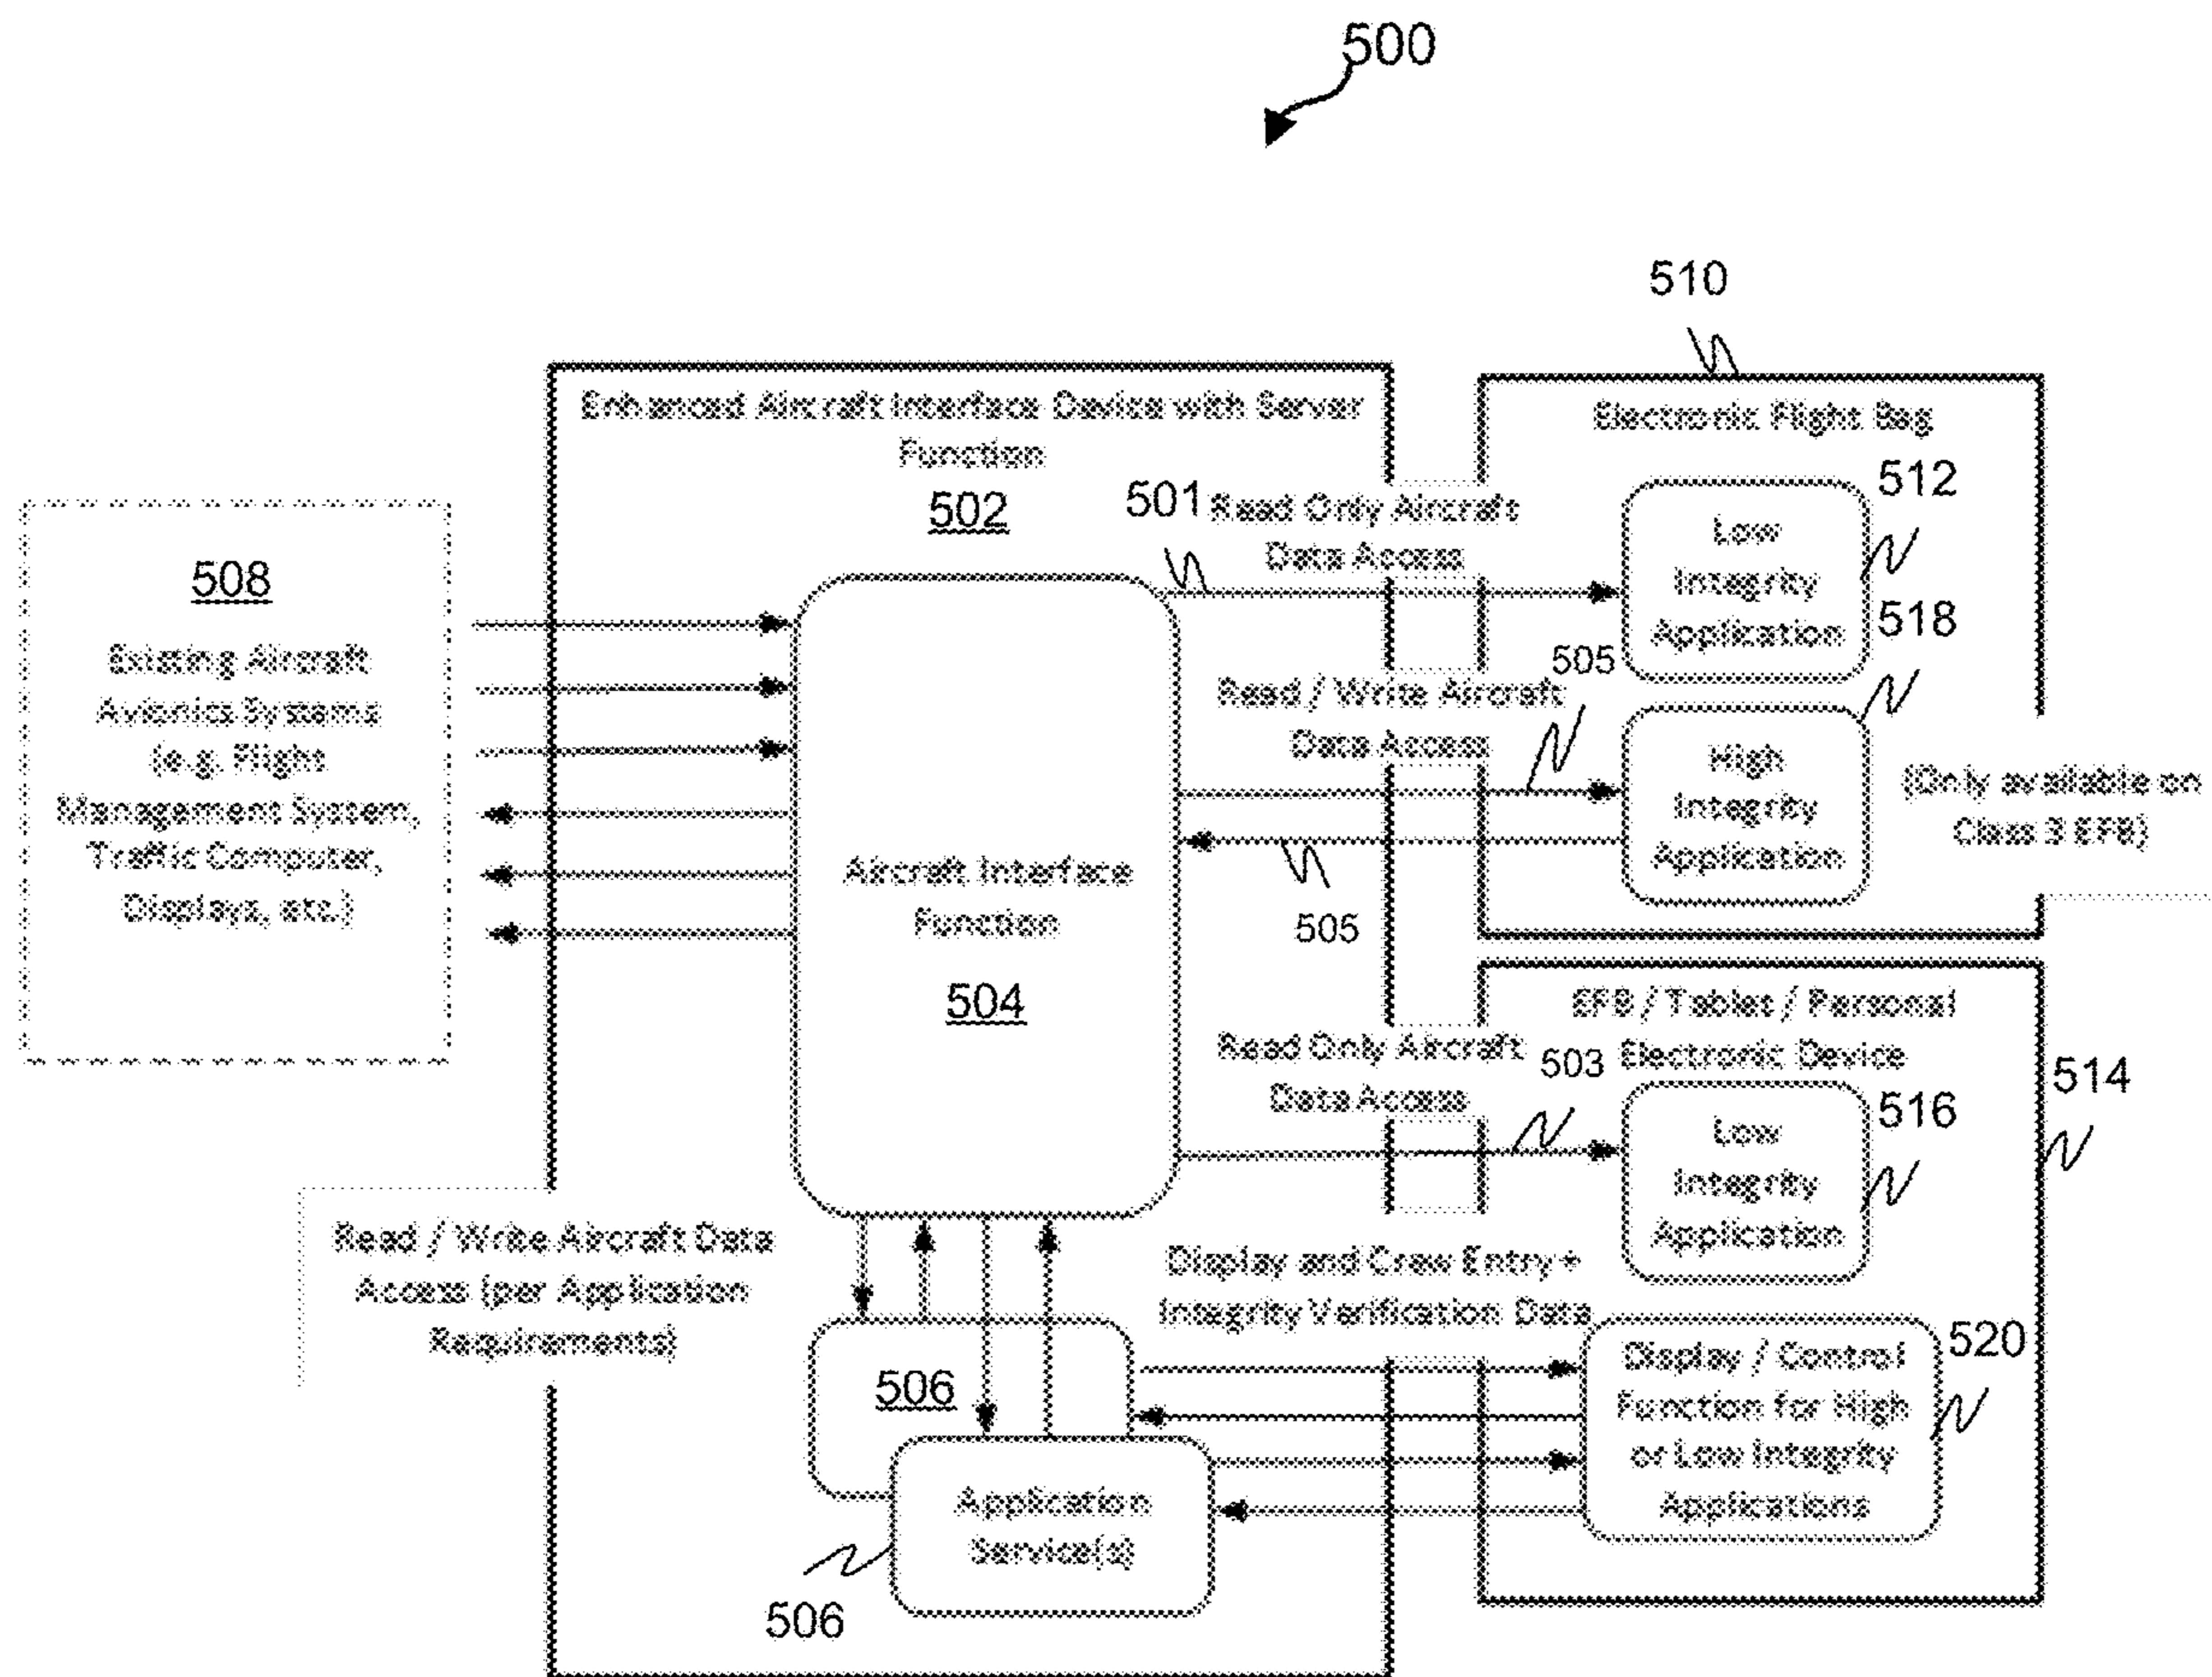 500
510
Enhanced Aircraft Interface Device with Server
Function
502
Electronic Flight Bag
501
Read Only Aircraft
Data Access
512
Low
Integrity
Application
508
Existing Aircraft
Avionics Systems
(e.g. Flight
Management System,
Traffic Computer,
Displays, etc.)
518
505
Read / Write Aircraft
Data Access
High
Integrity
Application
(Only available on
Class 3 EFB)
505
Aircraft Interface
Function
504
EFB / Tablet / Personal
Electronic Device
514
Read Only Aircraft
Data Access
503
516
Low
Integrity
Application
Read / Write Aircraft Data
Access (per Application
Requirements)
Display and Crew Entry +
Integrity Verification Data
520
Display / Control
Function for High
or Low Integrity
Applications
506
Application
Service(s)
506